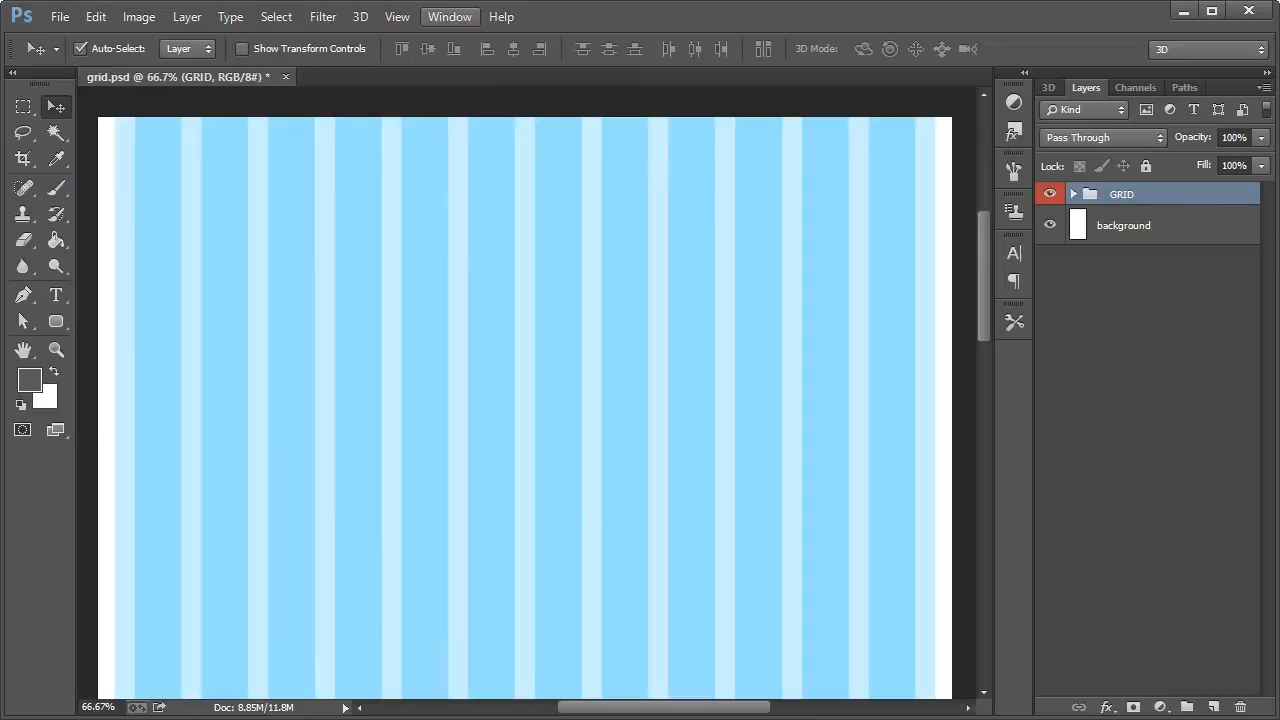 Ps File Edit Image Layer Type Select Filter 3D View Window Help
Auto-Select: Layer Show Transform Controls 3D Mode: 3D
grid.psd @ 66.7% (GRID, RGB/8#) *
3D Layers Channels Paths
Kind
Pass Through Opacity: 100%
Lock: Fill: 100%
GRID
background
66.67% Doc: 8.85M/11.8M